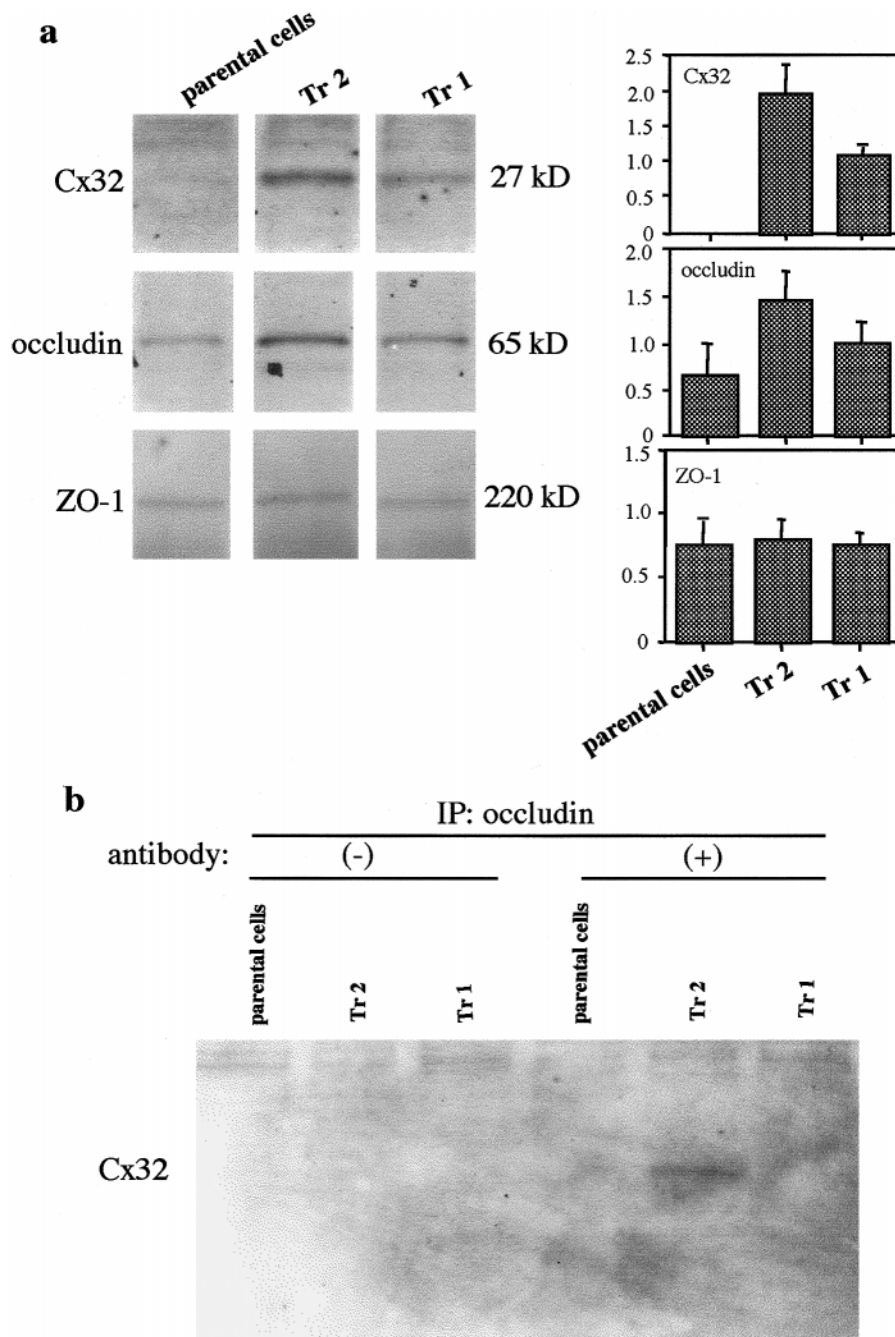 a
parental cells
Tr 2
Tr 1
Cx32
27 kD
occludin
65 kD
ZO-1
220 kD
Cx32
2.5
2.0
1.5
1.0
0.5
0
occludin
2.0
1.5
1.0
0.5
0
ZO-1
1.5
1.0
0.5
0
parental cells
Tr 2
Tr 1
b
IP: occludin
antibody: (-) (+)
parental cells
Tr 2
Tr 1
parental cells
Tr 2
Tr 1
Cx32